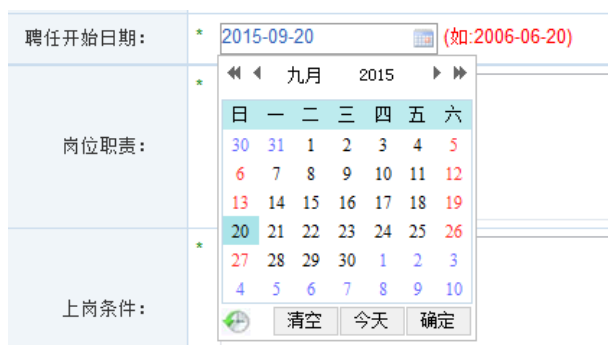 聘任开始日期： * 2015-09-20 (如:2006-06-20)
九月 2015
日 一 二 三 四 五 六
30 31 1 2 3 4 5
6 7 8 9 10 11 12
13 14 15 16 17 18 19
20 21 22 23 24 25 26
27 28 29 30 1 2 3
4 5 6 7 8 9 10
清空 今天 确定
岗位职责： *
上岗条件： *